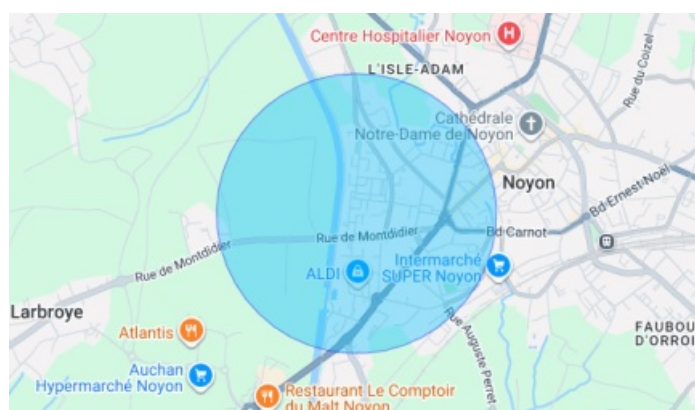 Centre Hospitalier Noyon
L'ISLE-ADAM
Rue du Coizel
Cathédrale
Notre-Dame de Noyon
Noyon
Bd Ernest-Noël
Rue de Montdidier
Bd Carnot
Rue de Montdidier
Intermarché
SUPER Noyon
ALDI
Larbroye
Atlantis
Rue Auguste Perret
FAUBOU
D'ORROI
Auchan
Hypermarché Noyon
Restaurant Le Comptoir
du Malt Noyon